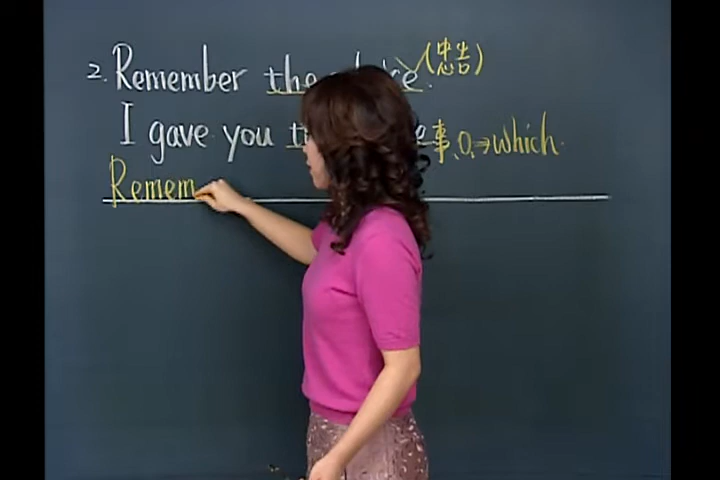 2. Remember the (忠告)
I gave you 事, O. → which.
Remem